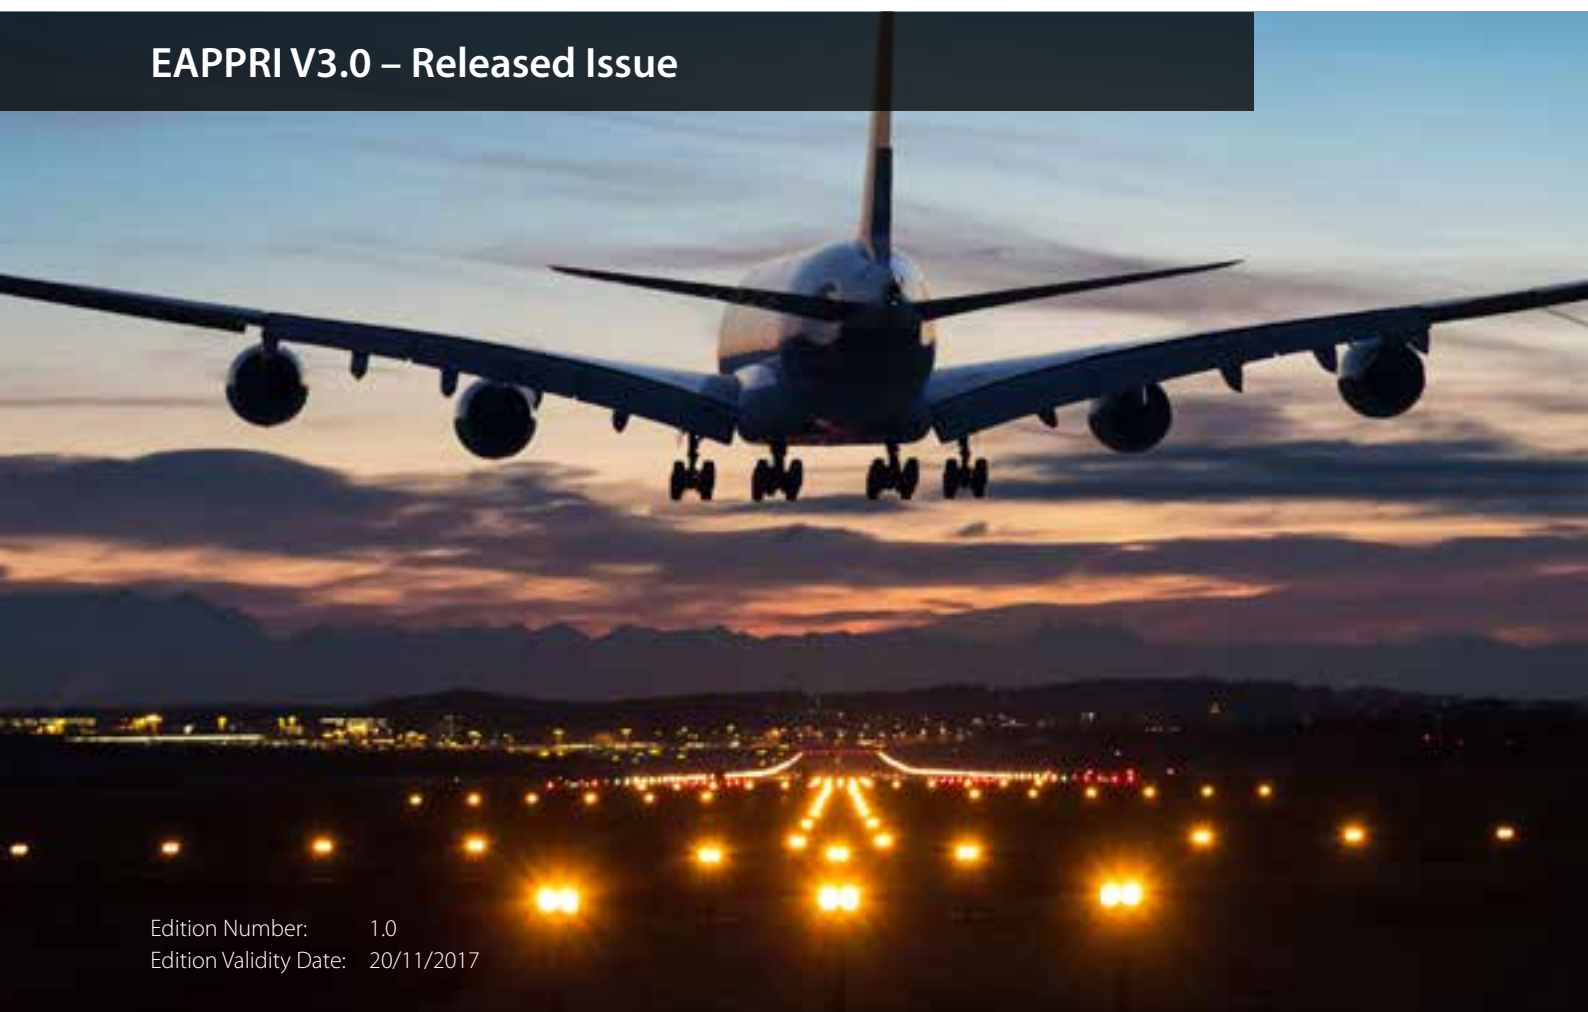 EAPPRI V3.0 – Released Issue
Edition Number: 1.0
Edition Validity Date: 20/11/2017